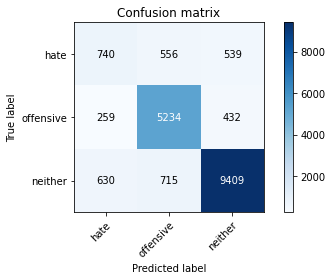 Confusion matrix
hate 740 556 539
offensive 259 5234 432
neither 630 715 9409
hate offensive neither
True label
Predicted label
8000
6000
4000
2000